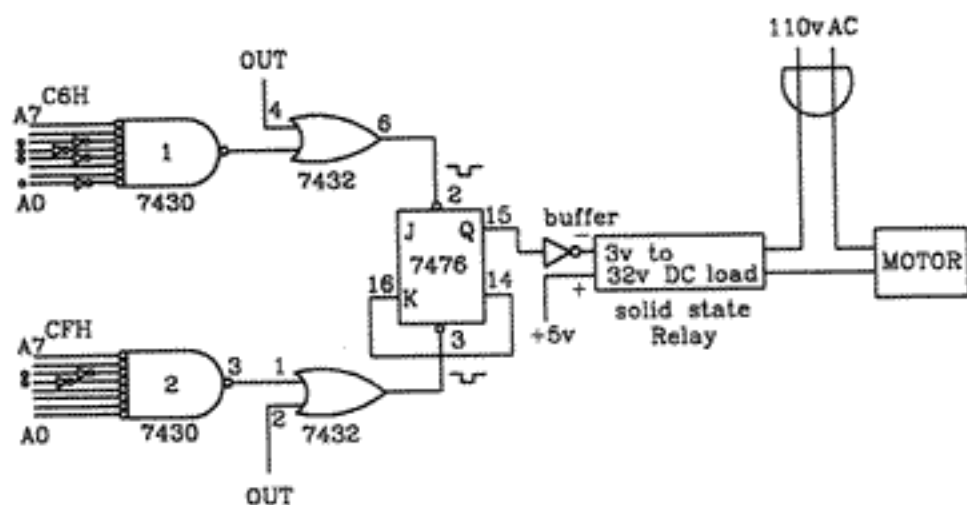 110v AC
OUT
C6H
A7
4
6
1
A0
7430
7432
2
15
buffer
J
Q
-
3v to
MOTOR
7476
14
32v DC load
16
K
+
solid state
+5v
Relay
3
CFH
A7
3
1
2
2
A0
7430
7432
OUT